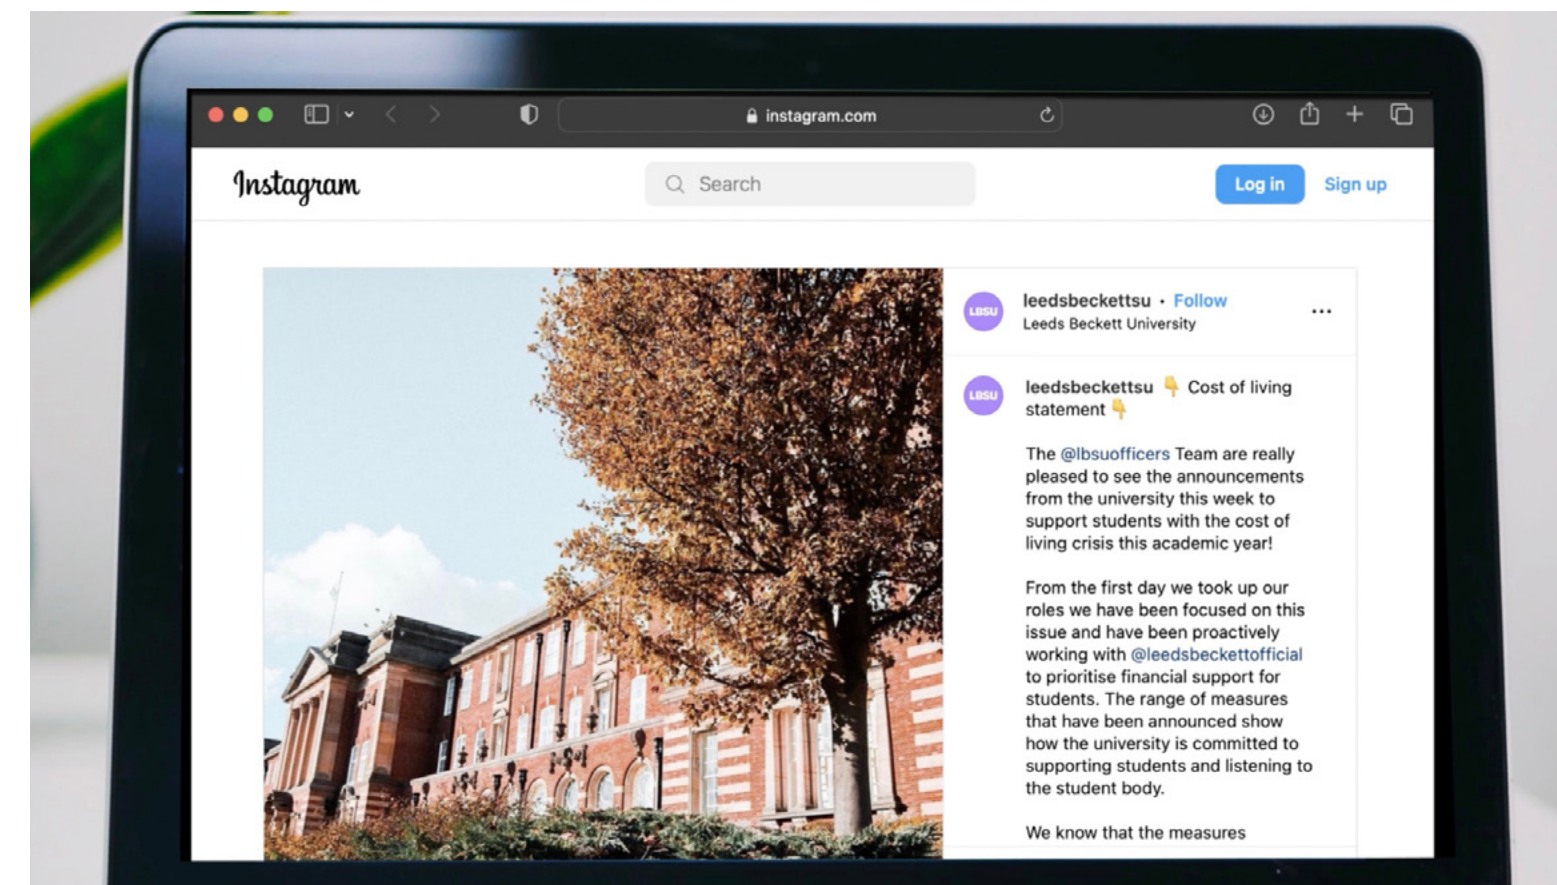 instagram.com
Instagram
Search
Log in
Sign up
LBSU
leedsbeckettsu • Follow
Leeds Beckett University
LBSU
leedsbeckettsu 👇 Cost of living
statement 👇
The @lbsuofficers Team are really
pleased to see the announcements
from the university this week to
support students with the cost of
living crisis this academic year!
From the first day we took up our
roles we have been focused on this
issue and have been proactively
working with @leedsbeckettofficial
to prioritise financial support for
students. The range of measures
that have been announced show
how the university is committed to
supporting students and listening to
the student body.
We know that the measures